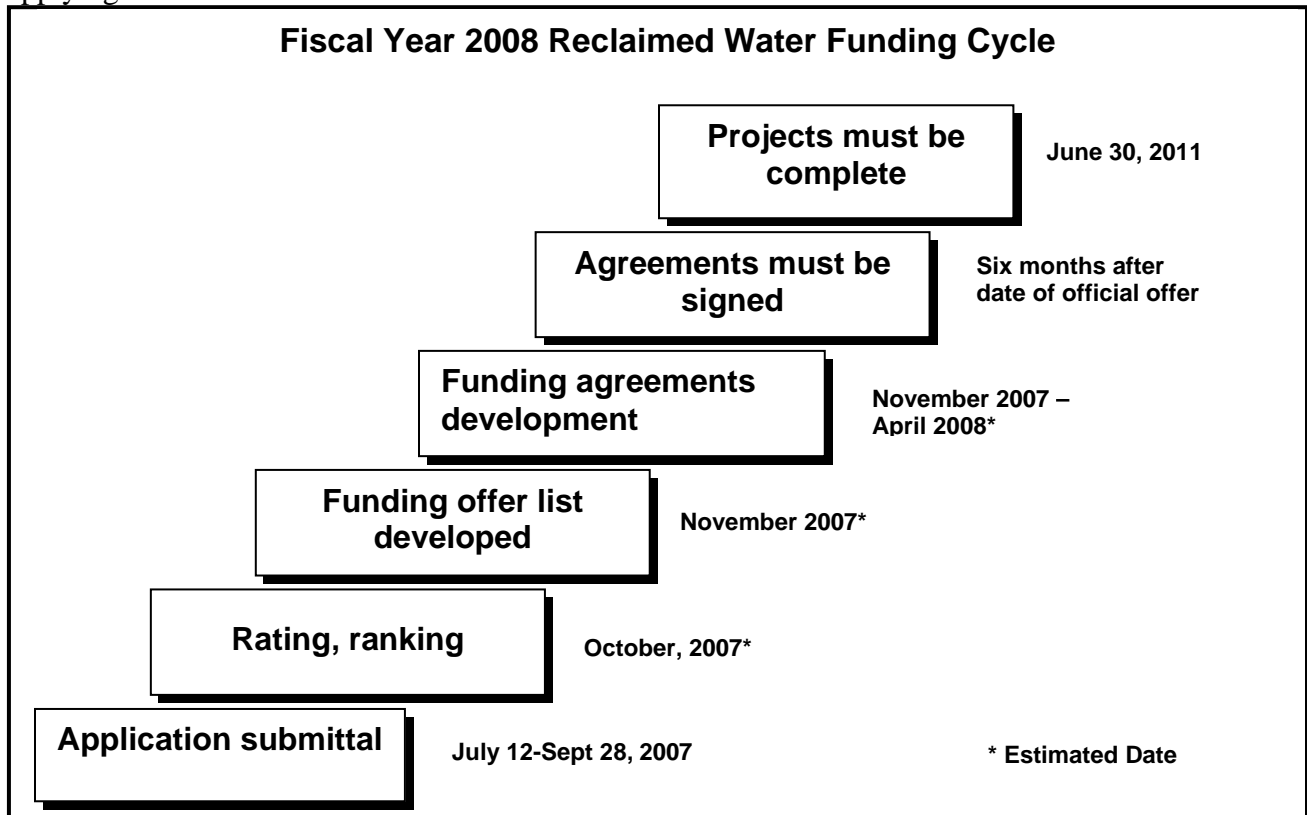 Fiscal Year 2008 Reclaimed Water Funding Cycle
Projects must be
complete
June 30, 2011
Agreements must be
signed
Six months after
date of official offer
Funding agreements
development
November 2007 –
April 2008*
Funding offer list
developed
November 2007*
Rating, ranking
October, 2007*
Application submittal
July 12-Sept 28, 2007
* Estimated Date